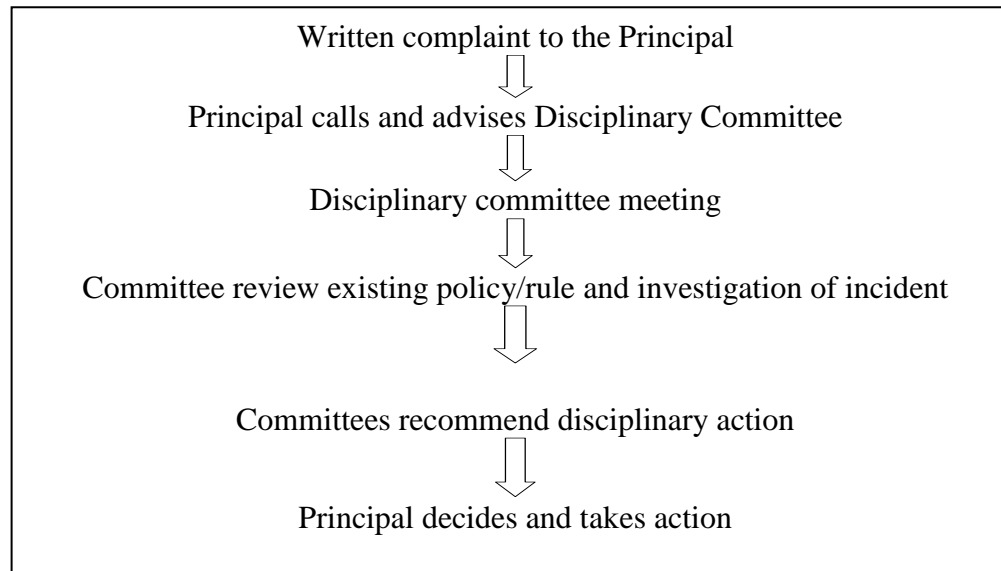 Written complaint to the Principal
Principal calls and advises Disciplinary Committee
Disciplinary committee meeting
Committee review existing policy/rule and investigation of incident
Committees recommend disciplinary action
Principal decides and takes action